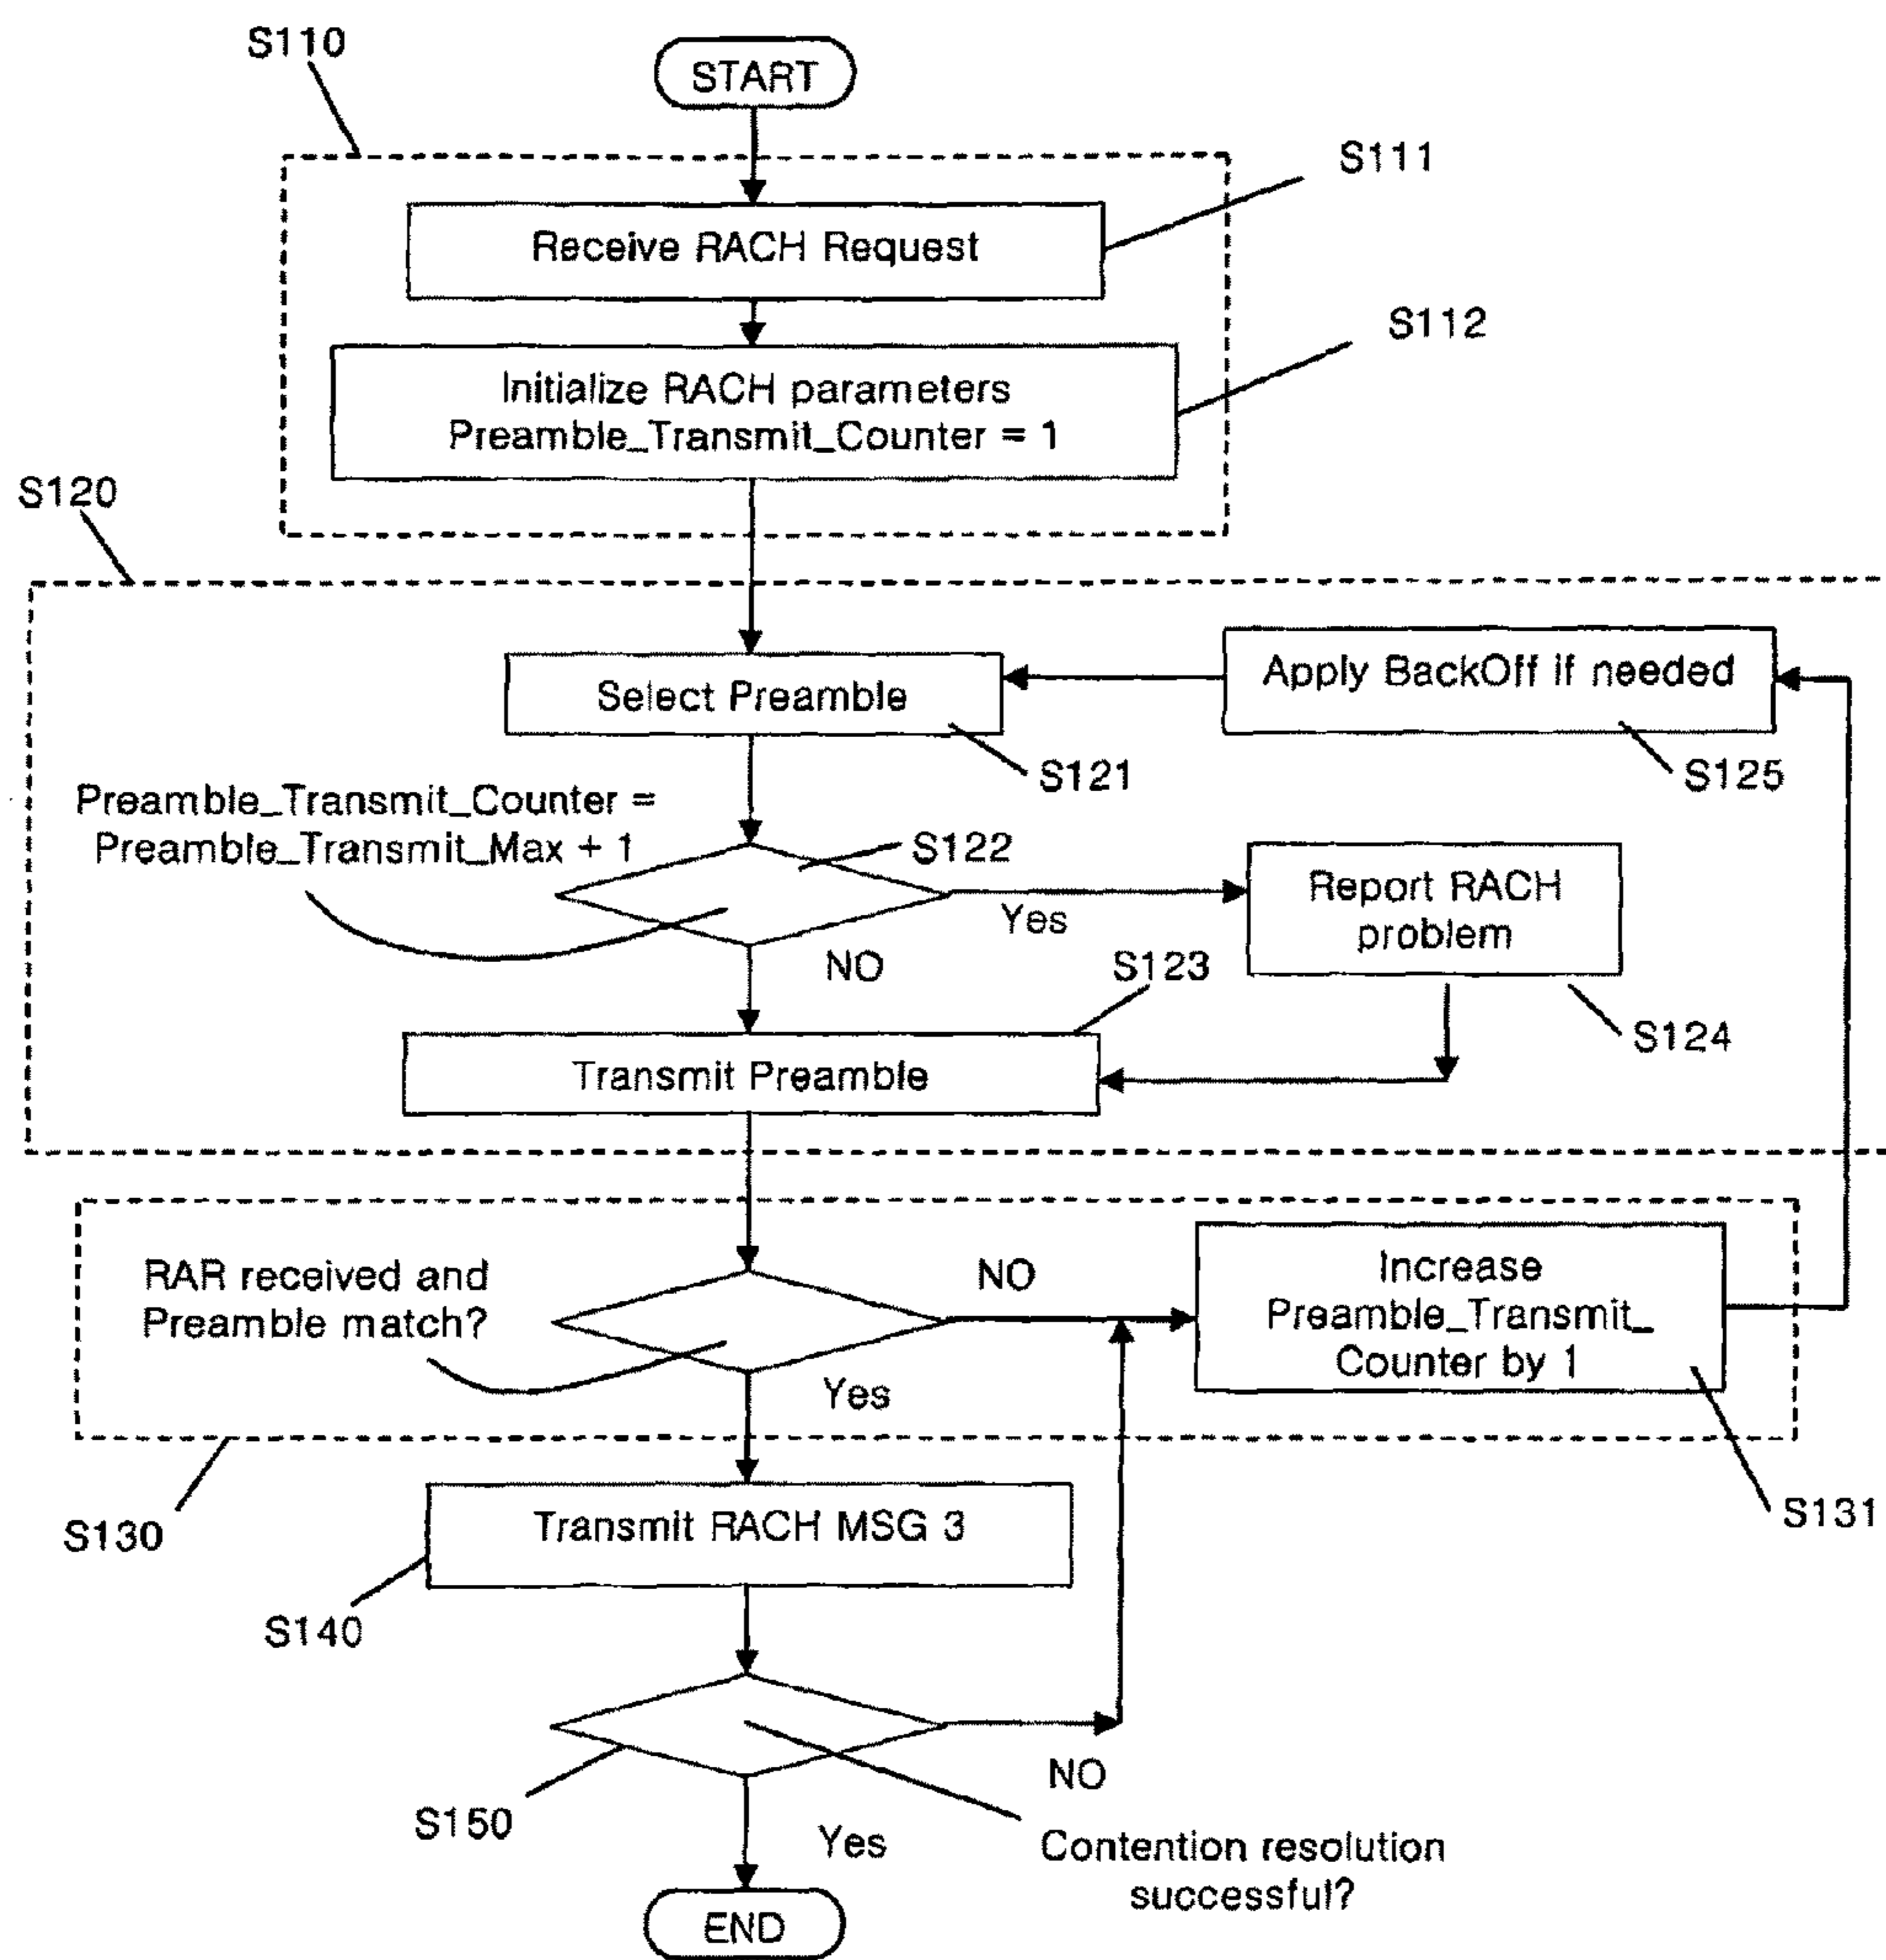 S110
START
S111
Receive RACH Request
S112
Initialize RACH parameters
Preamble_Transmit_Counter = 1
S120
Apply BackOff if needed
Select Preamble
S121
S125
Preamble_Transmit_Counter =
Preamble_Transmit_Max + 1
S122
Report RACH
problem
Yes
NO
S123
S124
Transmit Preamble
RAR received and
Preamble match?
NO
Increase
Preamble_Transmit_
Counter by 1
Yes
S130
Transmit RACH MSG 3
S131
S140
NO
S150
Yes
Contention resolution
successful?
END